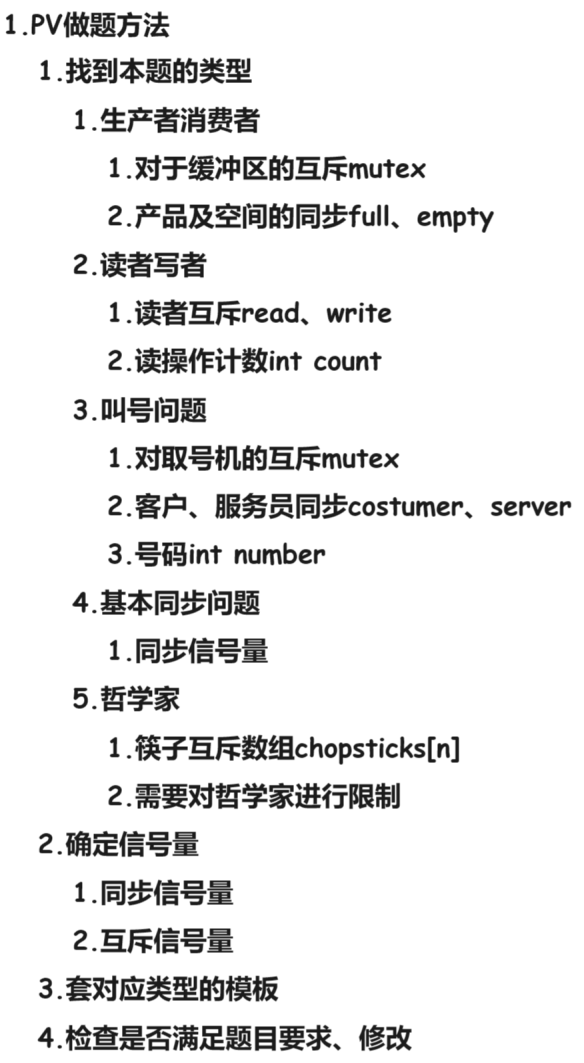 1.PV做题方法
1.找到本题的类型
1.生产者消费者
1.对于缓冲区的互斥mutex
2.产品及空间的同步full、empty
2.读者写者
1.读者互斥read、write
2.读操作计数int count
3.叫号问题
1.对取号机的互斥mutex
2.客户、服务员同步costumer、server
3.号码int number
4.基本同步问题
1.同步信号量
5.哲学家
1.筷子互斥数组chopsticks[n]
2.需要对哲学家进行限制
2.确定信号量
1.同步信号量
2.互斥信号量
3.套对应类型的模板
4.检查是否满足题目要求、修改